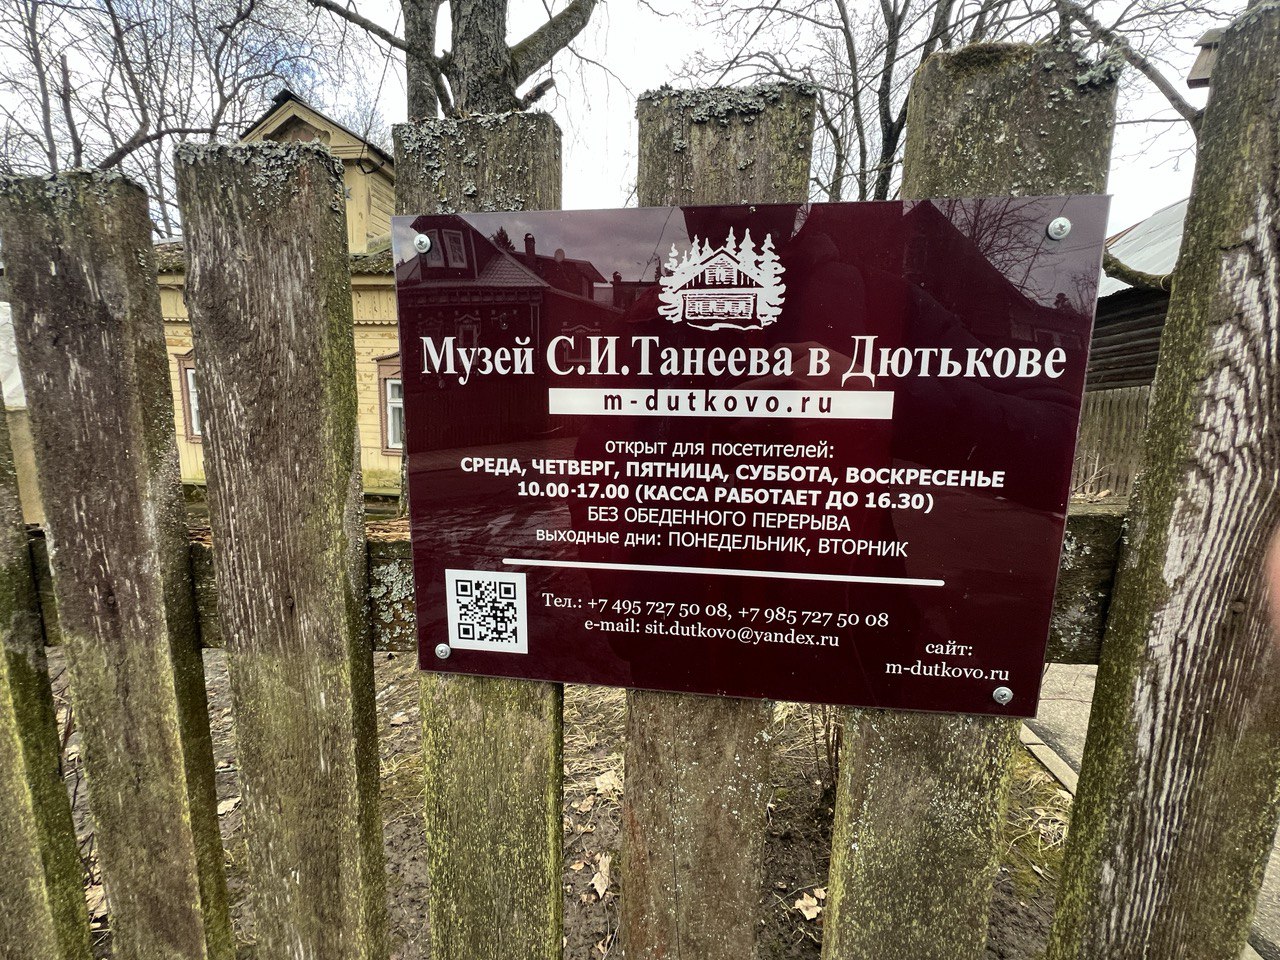 Музей С.И.Танеева в Дютькове
m-dutkovo.ru
открыт для посетителей:
СРЕДА, ЧЕТВЕРГ, ПЯТНИЦА, СУББОТА, ВОСКРЕСЕНЬЕ
10.00-17.00 (КАССА РАБОТАЕТ ДО 16.30)
БЕЗ ОБЕДЕННОГО ПЕРЕРЫВА
выходные дни: ПОНЕДЕЛЬНИК, ВТОРНИК
Тел.: +7 495 727 50 08, +7 985 727 50 08
e-mail: sit.dutkovo@yandex.ru
сайт:
m-dutkovo.ru